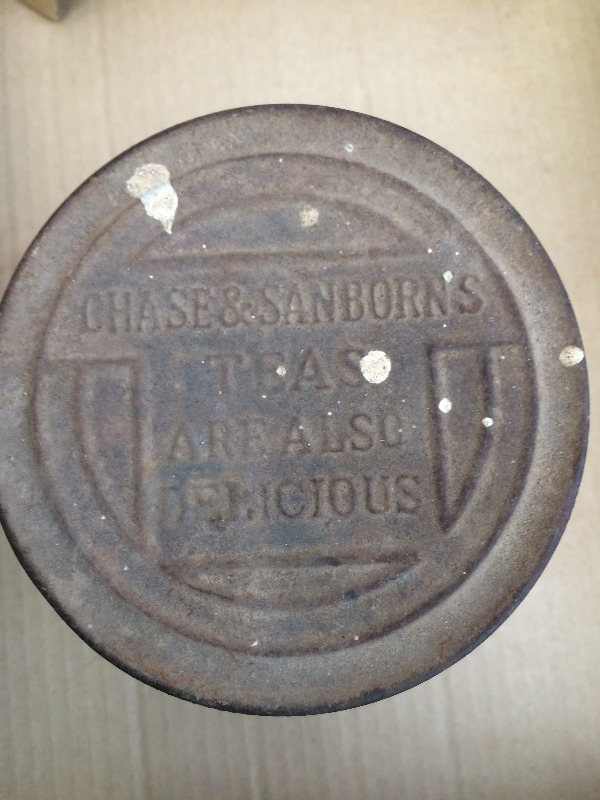 CHASE & SANBORN'S
TEAS
ARE ALSO
DELICIOUS